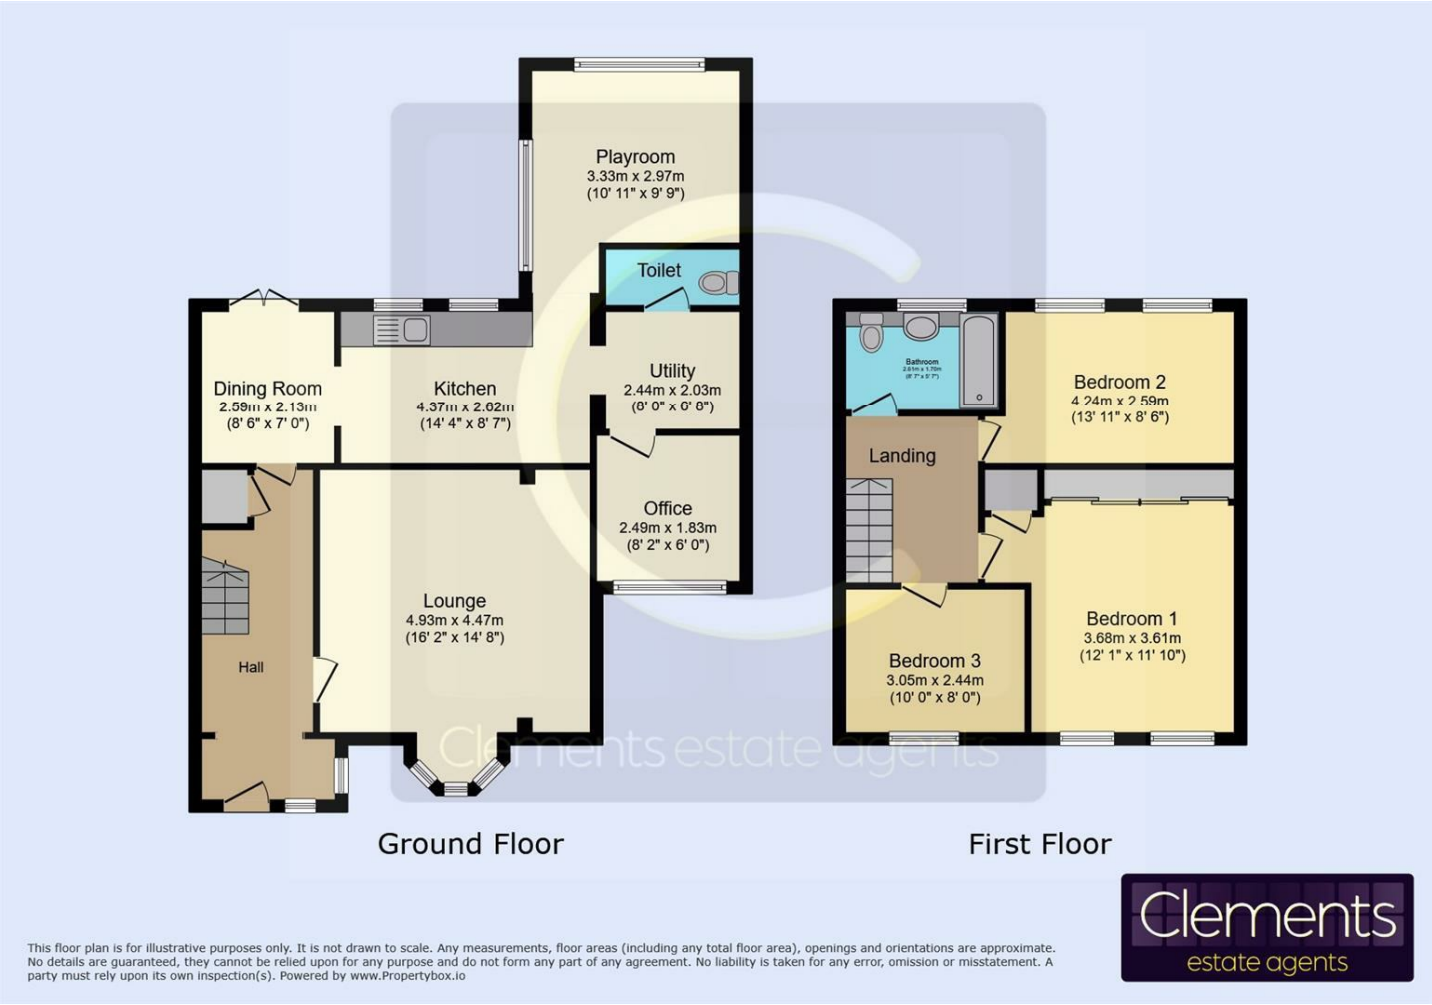 Playroom
3.33m x 2.97m
(10' 11" x 9' 9")
Toilet
Utility
2.44m x 2.03m
(8' 0" x 6' 8")
Dining Room
2.59m x 2.13m
(8' 6" x 7' 0")
Kitchen
4.37m x 2.62m
(14' 4" x 8' 7")
Office
2.49m x 1.83m
(8' 2" x 6' 0")
Lounge
4.93m x 4.47m
(16' 2" x 14' 8")
Hall
Ground Floor
Bathroom
2.61m x 1.70m
(8' 7" x 5' 7")
Bedroom 2
4.24m x 2.59m
(13' 11" x 8' 6")
Landing
Bedroom 1
3.68m x 3.61m
(12' 1" x 11' 10")
Bedroom 3
3.05m x 2.44m
(10' 0" x 8' 0")
First Floor
Clements estate agents
Clements
estate agents
This floor plan is for illustrative purposes only. It is not drawn to scale. Any measurements, floor areas (including any total floor area), openings and orientations are approximate.
No details are guaranteed, they cannot be relied upon for any purpose and do not form any part of any agreement. No liability is taken for any error, omission or misstatement. A
party must rely upon its own inspection(s). Powered by www.Propertybox.io